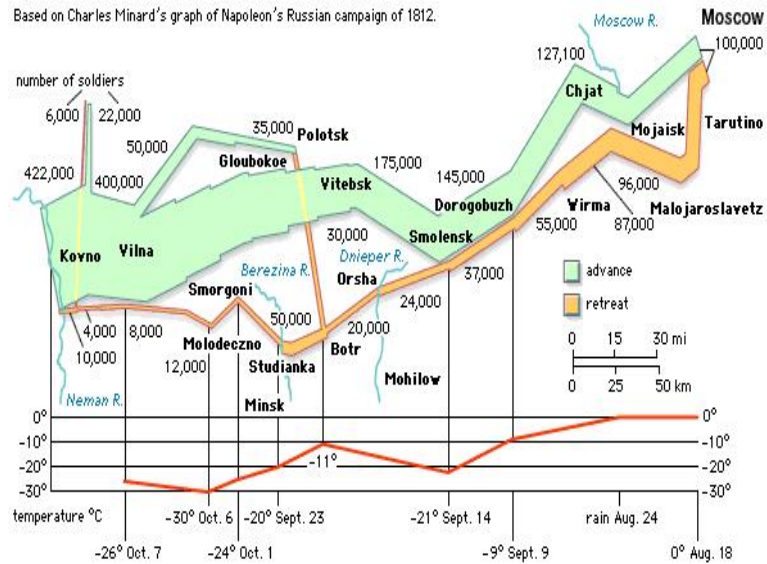 Based on Charles Minard's graph of Napoleon's Russian campaign of 1812.
Moscow
Moscow R.
100,000
127,100
number of soldiers
6,000
22,000
Chjat
50,000
35,000
Polotsk
Mojaisk
Tarutino
Gloubokoe
175,000
145,000
422,000
400,000
Vitebsk
96,000
Dorogobuzh
Wirma
Malojaroslavetz
55,000
87,000
30,000
Smolensk
Kovno
Vilna
Dnieper R.
Berezina R.
Orsha
37,000
advance
Smorgoni
24,000
retreat
50,000
20,000
4,000
8,000
10,000
Molodeczno
Botr
0 15 30 mi
12,000
Studianka
Mohilow
0 25 50 km
Neman R.
Minsk
0°
0°
-10°
-10°
-11°
-20°
-20°
-30°
-30°
temperature °C
-30° Oct. 6
-20° Sept. 23
-21° Sept. 14
rain Aug. 24
-26° Oct. 7
-24° Oct. 1
-9° Sept. 9
0° Aug. 18